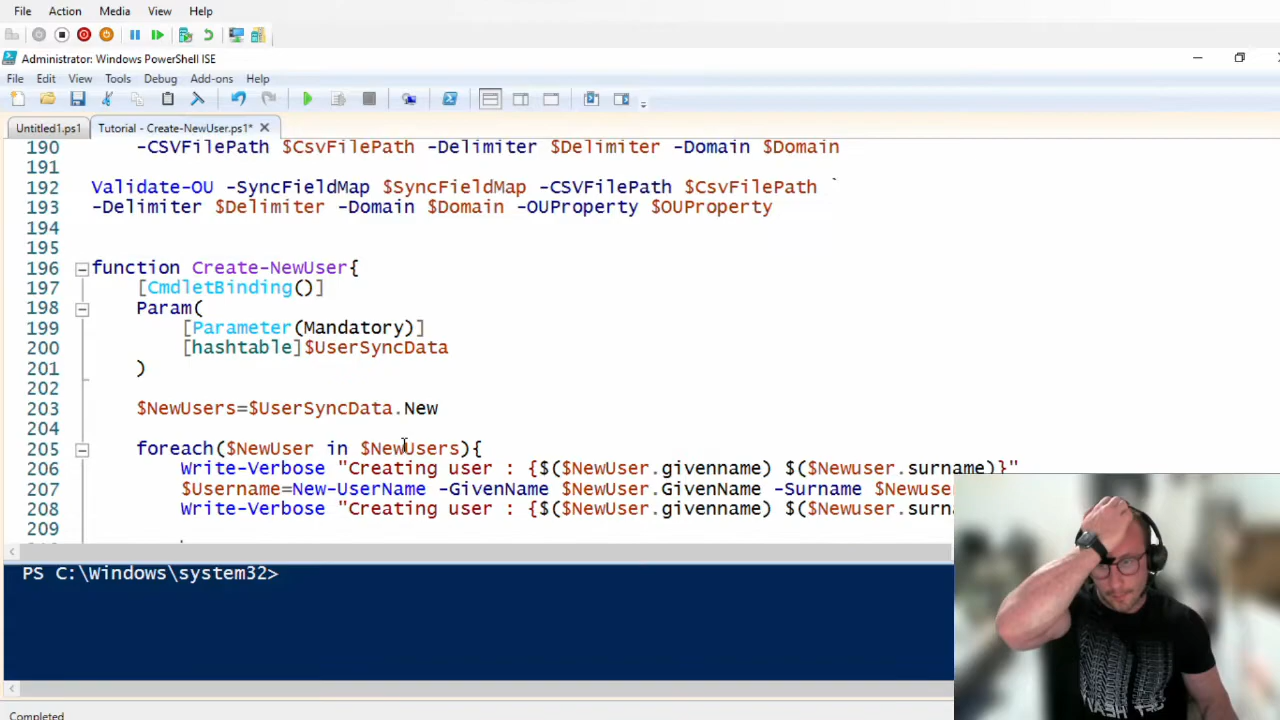 File Action Media View Help
Administrator: Windows PowerShell ISE
File Edit View Tools Debug Add-ons Help
Untitled1.ps1 Tutorial - Create-NewUser.ps1*
190 -CSVFilePath $CsvFilePath -Delimiter $Delimiter -Domain $Domain
191
192 Validate-OU -SyncFieldMap $SyncFieldMap -CSVFilePath $CsvFilePath `
193 -Delimiter $Delimiter -Domain $Domain -OUProperty $OUProperty
194
195
196 function Create-NewUser{
197 [CmdletBinding()]
198 Param(
199 [Parameter(Mandatory)]
200 [hashtable]$UserSyncData
201 )
202
203 $NewUsers=$UserSyncData.New
204
205 foreach($NewUser in $NewUsers){
206 Write-Verbose "Creating user : {$($NewUser.givenname) $($Newuser.surname)}"
207 $Username=New-UserName -GivenName $NewUser.GivenName -Surname $Newuse
208 Write-Verbose "Creating user : {$($NewUser.givenname) $($Newuser.surn
209
PS C:\Windows\system32>
Completed